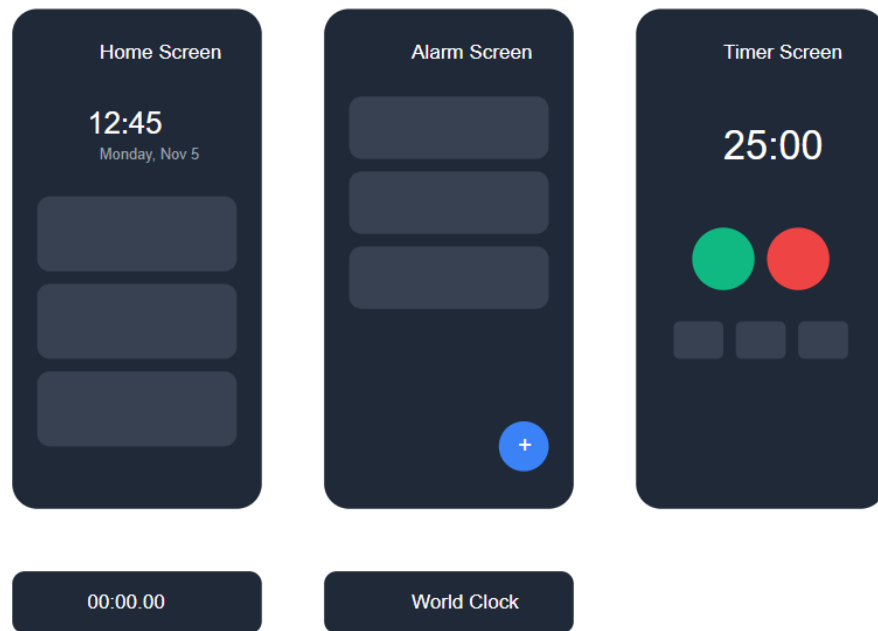 Home Screen
12:45
Monday, Nov 5
Alarm Screen
+
Timer Screen
25:00
00:00.00
World Clock